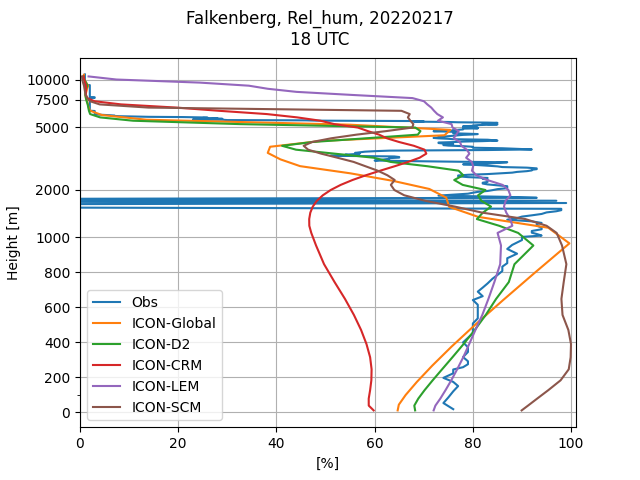 Falkenberg, Rel_hum, 20220217
18 UTC
10000
7500
5000
2000
1000
800
600
400
200
0
Height [m]
Obs
ICON-Global
ICON-D2
ICON-CRM
ICON-LEM
ICON-SCM
0 20 40 60 80 100
[%]